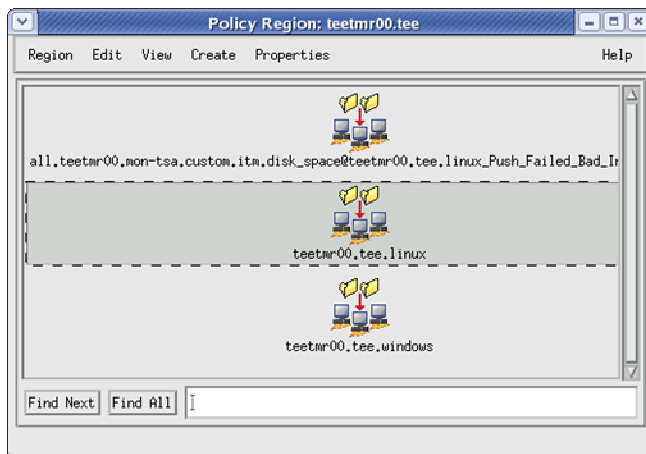 Policy Region: teetmr00.tee
Region Edit View Create Properties Help
all.teetmr00.mon-tsa.custom.itm.disk_space@teetmr00.tee.linux_Push_Failed_Bad_Ir
teetmr00.tee.linux
teetmr00.tee.windows
Find Next Find All